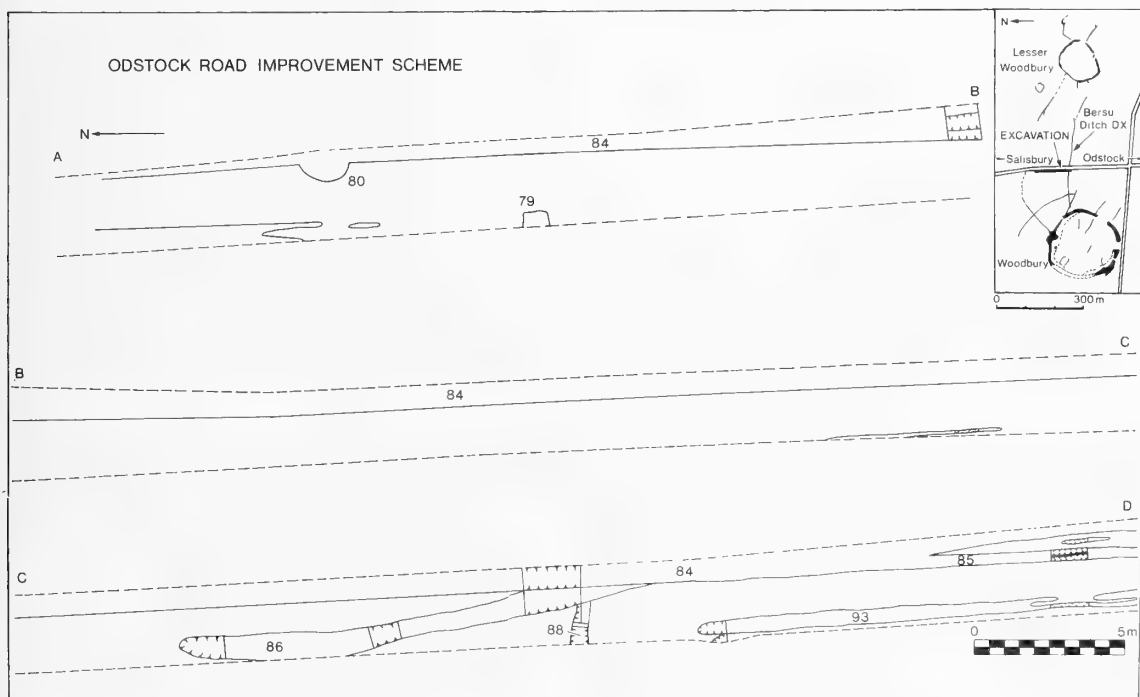 ODSTOCK ROAD IMPROVEMENT SCHEME
N
A
B
84
80
79
N
Lesser
Woodbury
Bersu
Ditch DX
EXCAVATION
Salisbury
Odstock
Woodbury
0 300 m
B
C
84
C
D
84
85
86
88
93
0 5m